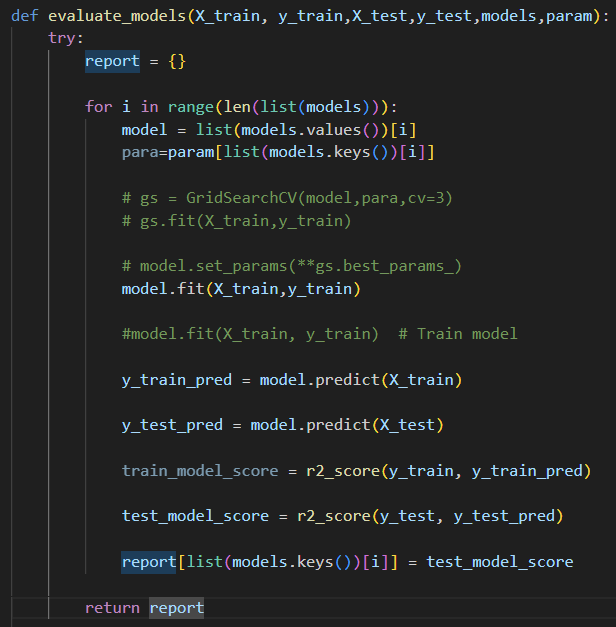 def evaluate_models(X_train, y_train,X_test,y_test,models,param):
    try:
        report = {}

        for i in range(len(list(models))):
            model = list(models.values())[i]
            para=param[list(models.keys())[i]]

            # gs = GridSearchCV(model,para,cv=3)
            # gs.fit(X_train,y_train)

            # model.set_params(**gs.best_params_)
            model.fit(X_train,y_train)

            #model.fit(X_train, y_train)  # Train model

            y_train_pred = model.predict(X_train)

            y_test_pred = model.predict(X_test)

            train_model_score = r2_score(y_train, y_train_pred)

            test_model_score = r2_score(y_test, y_test_pred)

            report[list(models.keys())[i]] = test_model_score

        return report